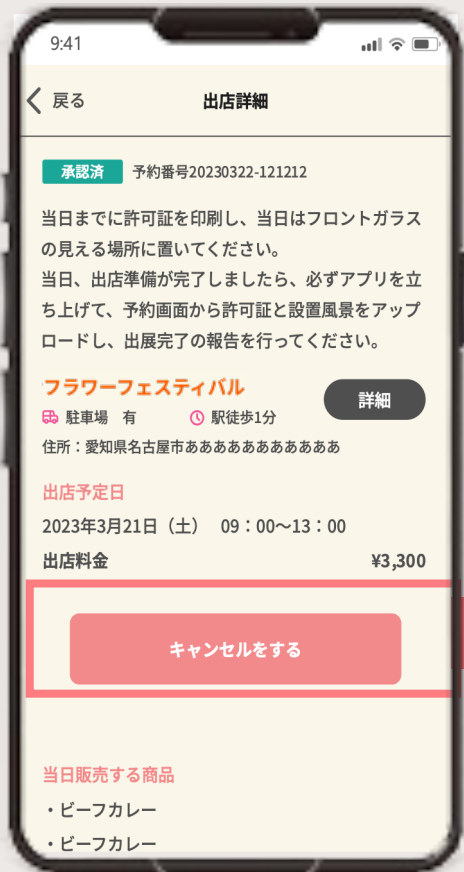 9:41
戻る
出店詳細
承認済 予約番号20230322-121212
当日までに許可証を印刷し、当日はフロントガラス
の見える場所に置いてください。
当日、出店準備が完了しましたら、必ずアプリを立
ち上げて、予約画面から許可証と設置風景をアップ
ロードし、出展完了の報告を行ってください。
フラワーフェスティバル
詳細
駐車場 有 駅徒歩1分
住所：愛知県名古屋市あああああああああああ
出店予定日
2023年3月21日（土） 09：00〜13：00
出店料金 ¥3,300
キャンセルをする
当日販売する商品
・ビーフカレー
・ビーフカレー